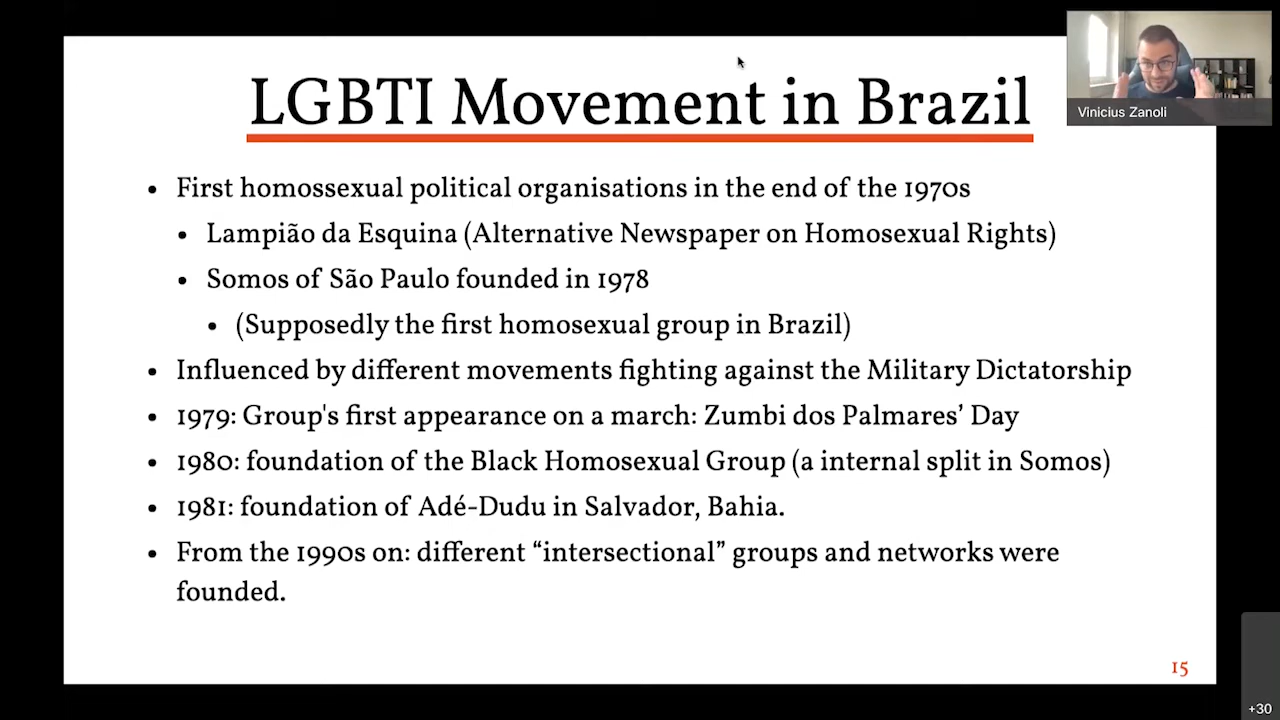 LGBTI Movement in Brazil
Vinicius Zanoli
• First homossexual political organisations in the end of the 1970s
• Lampião da Esquina (Alternative Newspaper on Homosexual Rights)
• Somos of São Paulo founded in 1978
• (Supposedly the first homosexual group in Brazil)
• Influenced by different movements fighting against the Military Dictatorship
• 1979: Group's first appearance on a march: Zumbi dos Palmares’ Day
• 1980: foundation of the Black Homosexual Group (a internal split in Somos)
• 1981: foundation of Adé-Dudu in Salvador, Bahia.
• From the 1990s on: different “intersectional” groups and networks were
founded.
15
+30